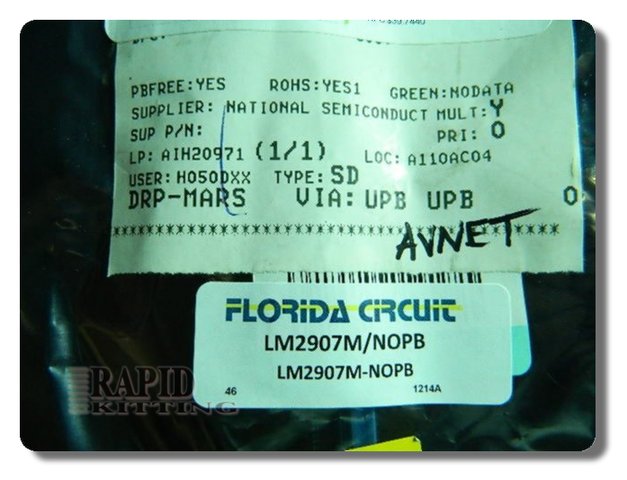 PBFREE:YES ROHS:YES1 GREEN:NODATA
SUPPLIER: NATIONAL SEMICONDUCT MULT:Y
SUP P/N: PRI: O
LP: AIH20971 (1/1) LOC: A110AC04
USER: H050DXX TYPE: SD
DRP-MARS VIA: UPB UPB O
***************************************
AVNET
FLORIDA CIRCUIT
LM2907M/NOPB
LM2907M-NOPB
46 1214A
RAPID
KITTING